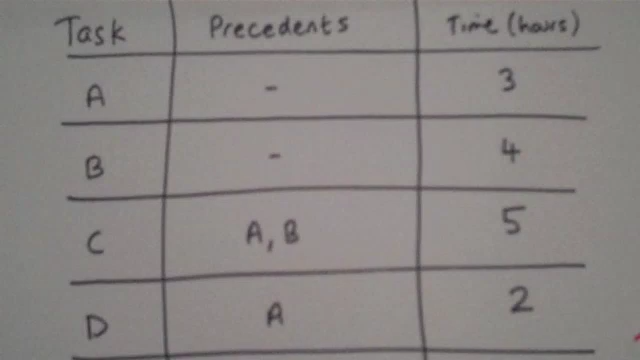 Task Precedents Time (hours)
A - 3
B - 4
C A, B 5
D A 2